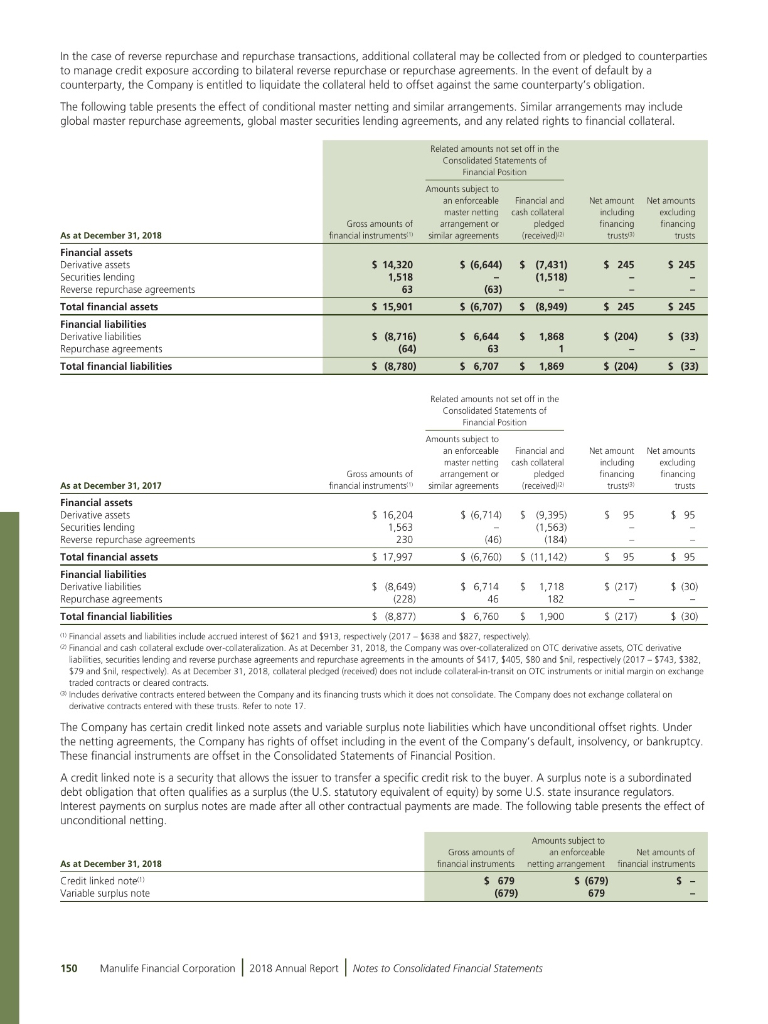 In the case of reverse repurchase and repurchase transactions, additional collateral may be collected from or pledged to counterparties
to manage credit exposure according to bilateral reverse repurchase or repurchase agreements. In the event of default by a
counterparty, the Company is entitled to liquidate the collateral held to offset against the same counterparty's obligation.
The following table presents the effect of conditional master netting and similar arrangements. Similar arrangements may include
global master repurchase agreements, global master securities lending agreements, and any related rights to financial collateral.
Related amounts not set off in the
Consolidated Statements of
Financial Position
Amounts subject to
an enforceable Financial and Net amount Net amounts
master netting cash collateral including excluding
Gross amounts of arrangement or pledged financing financing
As at December 31, 2018 financial instruments(1) similar agreements (received)(2) trusts(3) trusts
Financial assets
Derivative assets $ 14,320 $ (6,644) $ (7,431) $ 245 $ 245
Securities lending 1,518 – (1,518) – –
Reverse repurchase agreements 63 (63) – – –
Total financial assets $ 15,901 $ (6,707) $ (8,949) $ 245 $ 245
Financial liabilities
Derivative liabilities $ (8,716) $ 6,644 $ 1,868 $ (204) $ (33)
Repurchase agreements (64) 63 1 – –
Total financial liabilities $ (8,780) $ 6,707 $ 1,869 $ (204) $ (33)
Related amounts not set off in the
Consolidated Statements of
Financial Position
Amounts subject to
an enforceable Financial and Net amount Net amounts
master netting cash collateral including excluding
Gross amounts of arrangement or pledged financing financing
As at December 31, 2017 financial instruments(1) similar agreements (received)(2) trusts(3) trusts
Financial assets
Derivative assets $ 16,204 $ (6,714) $ (9,395) $ 95 $ 95
Securities lending 1,563 – (1,563) – –
Reverse repurchase agreements 230 (46) (184) – –
Total financial assets $ 17,997 $ (6,760) $ (11,142) $ 95 $ 95
Financial liabilities
Derivative liabilities $ (8,649) $ 6,714 $ 1,718 $ (217) $ (30)
Repurchase agreements (228) 46 182 – –
Total financial liabilities $ (8,877) $ 6,760 $ 1,900 $ (217) $ (30)
(1) Financial assets and liabilities include accrued interest of $621 and $913, respectively (2017 – $638 and $827, respectively).
(2) Financial and cash collateral exclude over-collateralization. As at December 31, 2018, the Company was over-collateralized on OTC derivative assets, OTC derivative
liabilities, securities lending and reverse purchase agreements and repurchase agreements in the amounts of $417, $405, $80 and $nil, respectively (2017 – $743, $382,
$79 and $nil, respectively). As at December 31, 2018, collateral pledged (received) does not include collateral-in-transit on OTC instruments or initial margin on exchange
traded contracts or cleared contracts.
(3) Includes derivative contracts entered between the Company and its financing trusts which it does not consolidate. The Company does not exchange collateral on
derivative contracts entered with these trusts. Refer to note 17.
The Company has certain credit linked note assets and variable surplus note liabilities which have unconditional offset rights. Under
the netting agreements, the Company has rights of offset including in the event of the Company's default, insolvency, or bankruptcy.
These financial instruments are offset in the Consolidated Statements of Financial Position.
A credit linked note is a security that allows the issuer to transfer a specific credit risk to the buyer. A surplus note is a subordinated
debt obligation that often qualifies as a surplus (the U.S. statutory equivalent of equity) by some U.S. state insurance regulators.
Interest payments on surplus notes are made after all other contractual payments are made. The following table presents the effect of
unconditional netting.
Amounts subject to
Gross amounts of an enforceable Net amounts of
As at December 31, 2018 financial instruments netting arrangement financial instruments
Credit linked note(1) $ 679 $ (679) $ –
Variable surplus note (679) 679 –
150 Manulife Financial Corporation | 2018 Annual Report | Notes to Consolidated Financial Statements